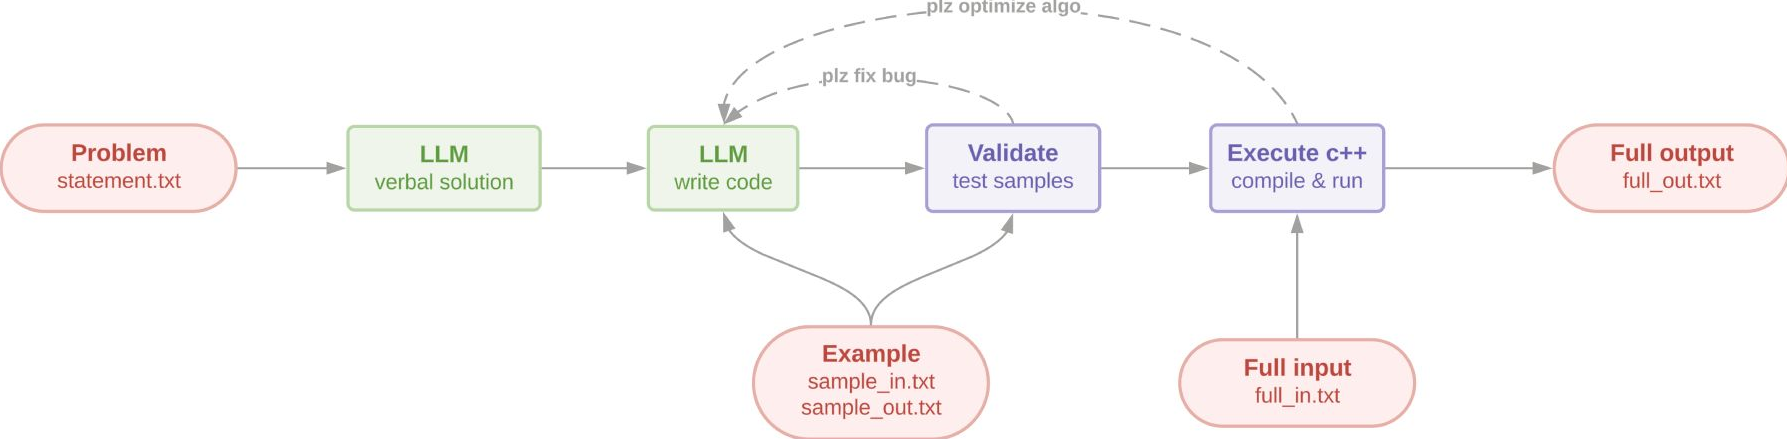 plz optimize algo
plz fix bug
Problem
statement.txt
LLM
verbal solution
LLM
write code
Validate
test samples
Execute c++
compile & run
Full output
full_out.txt
Example
sample_in.txt
sample_out.txt
Full input
full_in.txt